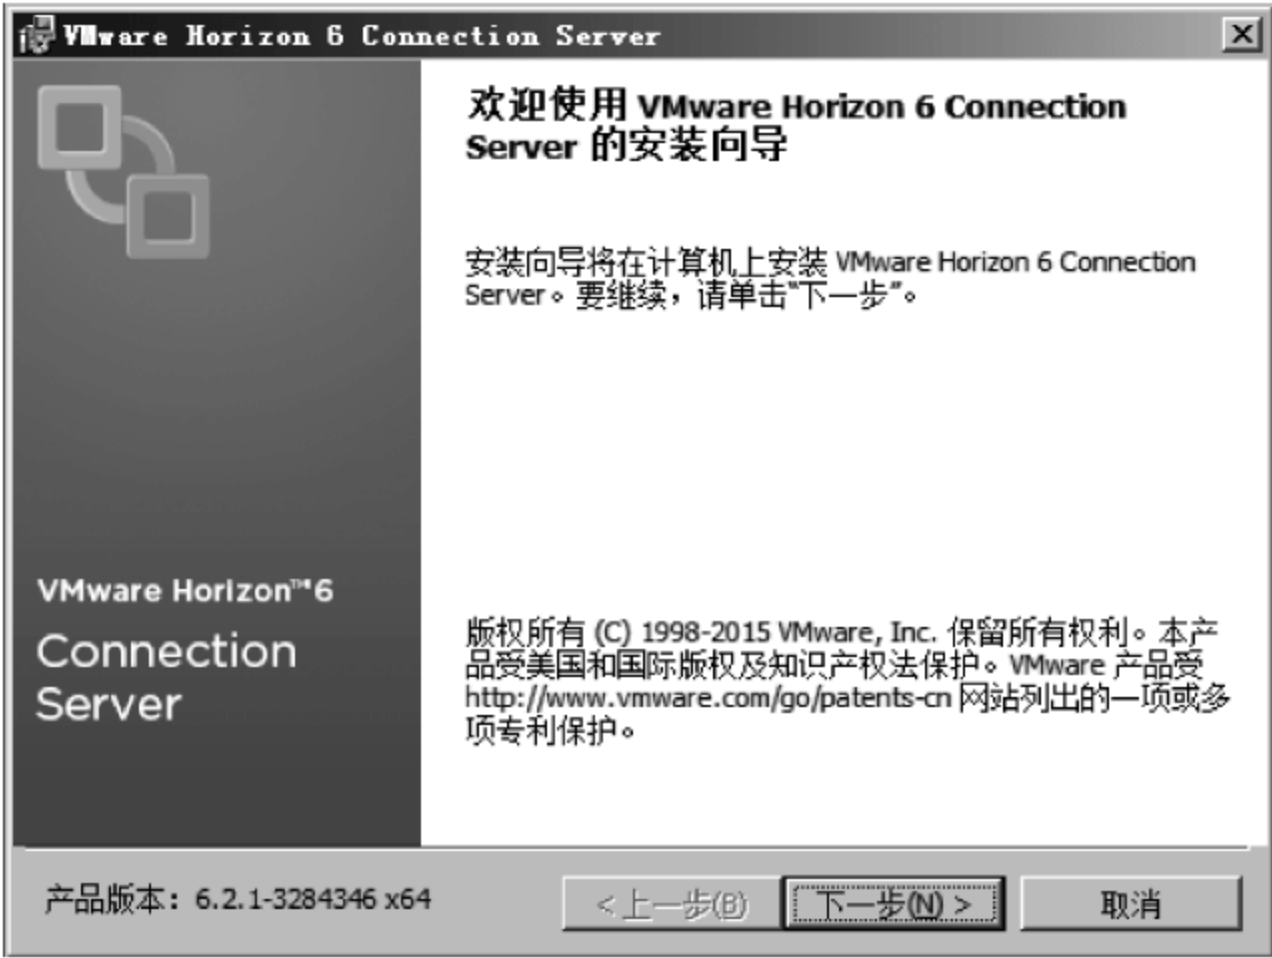 VMware Horizon 6 Connection Server
欢迎使用 VMware Horizon 6 Connection
Server 的安装向导
安装向导将在计算机上安装 VMware Horizon 6 Connection
Server。要继续，请单击“下一步”。
VMware Horizon™ 6
Connection
Server
版权所有 (C) 1998-2015 VMware, Inc. 保留所有权利。本产
品受美国和国际版权及知识产权法保护。VMware 产品受
http://www.vmware.com/go/patents-cn 网站列出的一项或多
项专利保护。
产品版本：6.2.1-3284346 x64
< 上一步(B)
下一步(N) >
取消